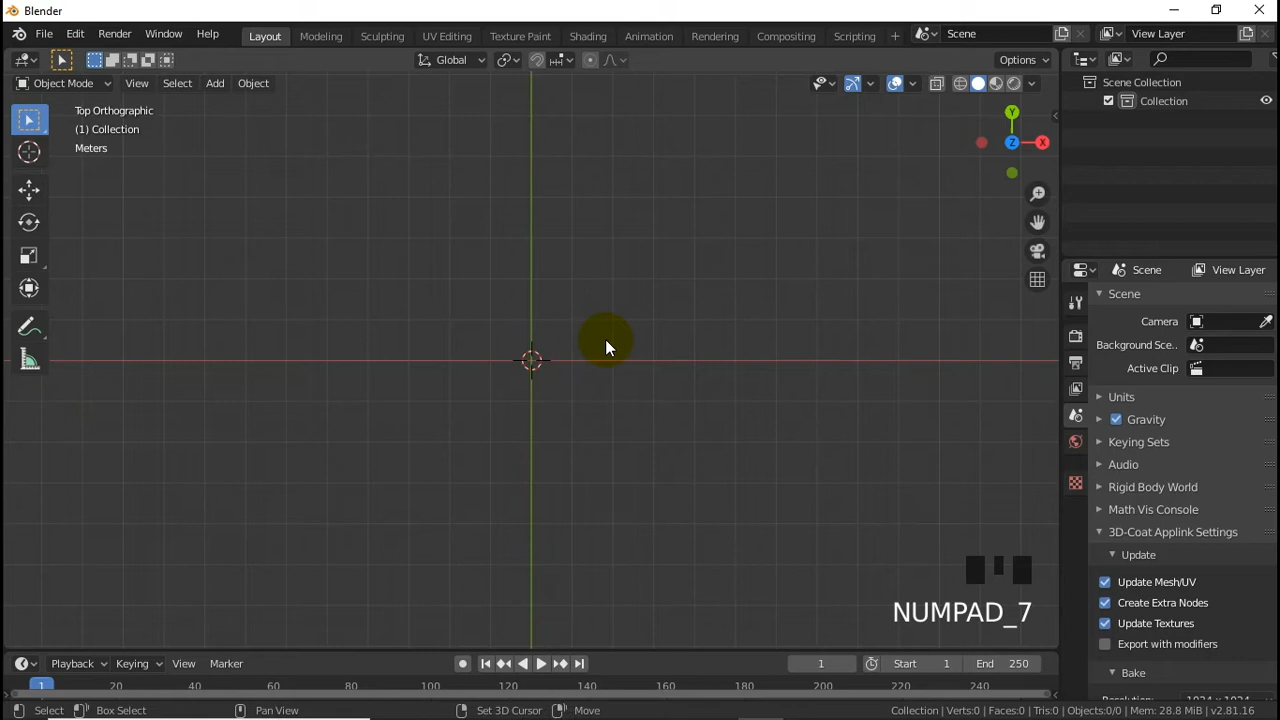 Blender
File Edit Render Window Help Layout Modeling Sculpting UV Editing Texture Paint Shading Animation Rendering Compositing Scripting + Scene View Layer
Global Options
Object Mode View Select Add Object
Top Orthographic
(1) Collection
Meters
Y
Z X
Scene Collection
Collection
Scene View Layer
Scene
Camera
Background Sce..
Active Clip
Units
Gravity
Keying Sets
Audio
Rigid Body World
Math Vis Console
3D-Coat Applink Settings
Update
Update Mesh/UV
Create Extra Nodes
Update Textures
Export with modifiers
Bake
NUMPAD_7
Playback Keying View Marker 1 Start 1 End 250
1 20 40 60 80 100 120 140 160 180 200 220 240
Select Box Select Pan View Set 3D Cursor Move Collection | Verts:0 | Faces:0 | Tris:0 | Objects:0/0 | Mem: 28.8 MiB | v2.81.16